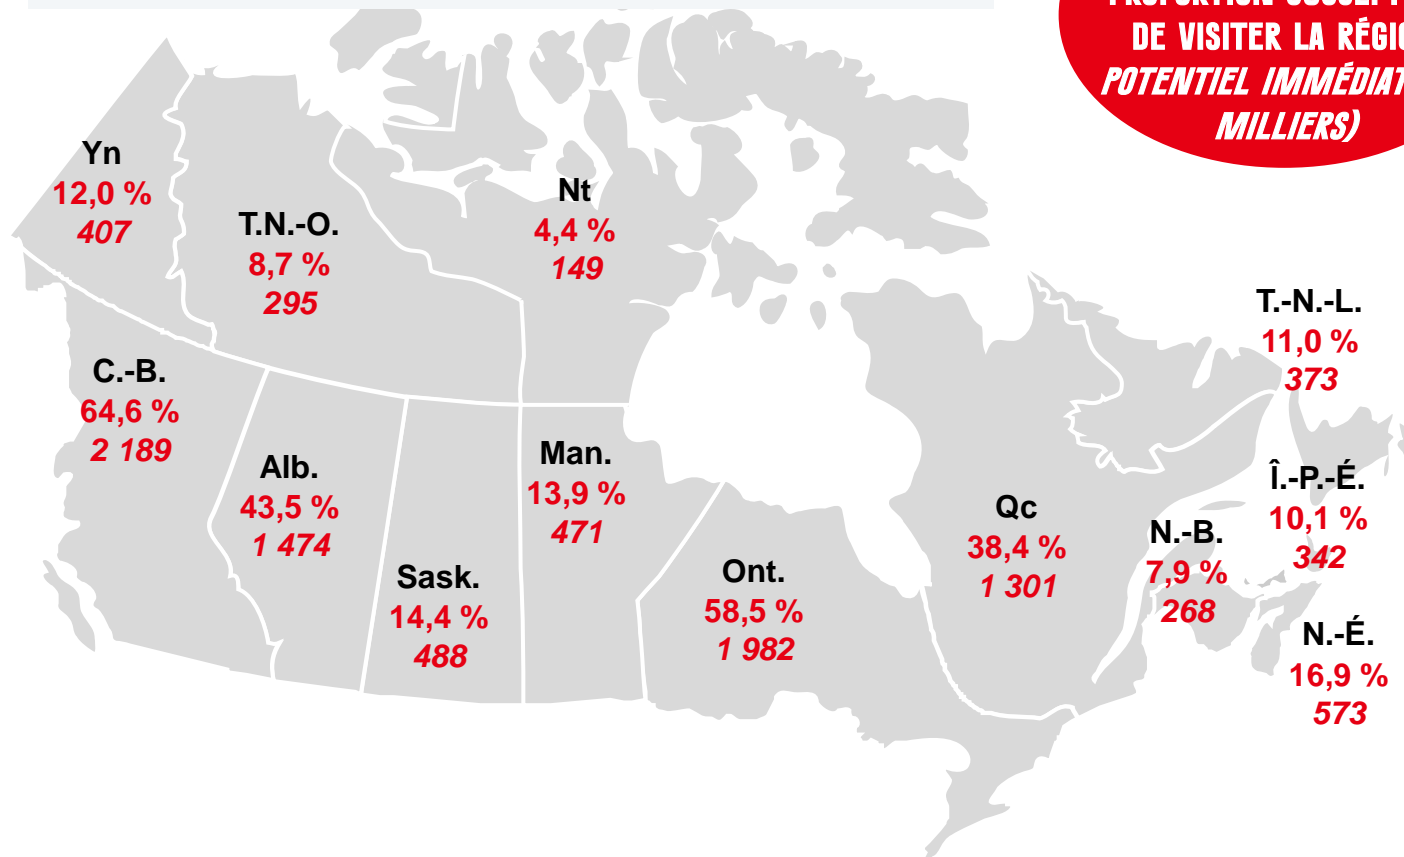 DE VISITER LA
POTENTIEL
MILLIERS)
Yn
12,0 %
407
T.N.-O.
8,7 %
295
Nt
4,4 %
149
T.-N.-L.
11,0 %
373
C.-B.
64,6 %
2 189
Alb.
43,5 %
1 474
Sask.
14,4 %
488
Man.
13,9 %
471
Ont.
58,5 %
1 982
Qc
38,4 %
1 301
N.-B.
7,9 %
268
Î.-P.-É.
10,1 %
342
N.-É.
16,9 %
573